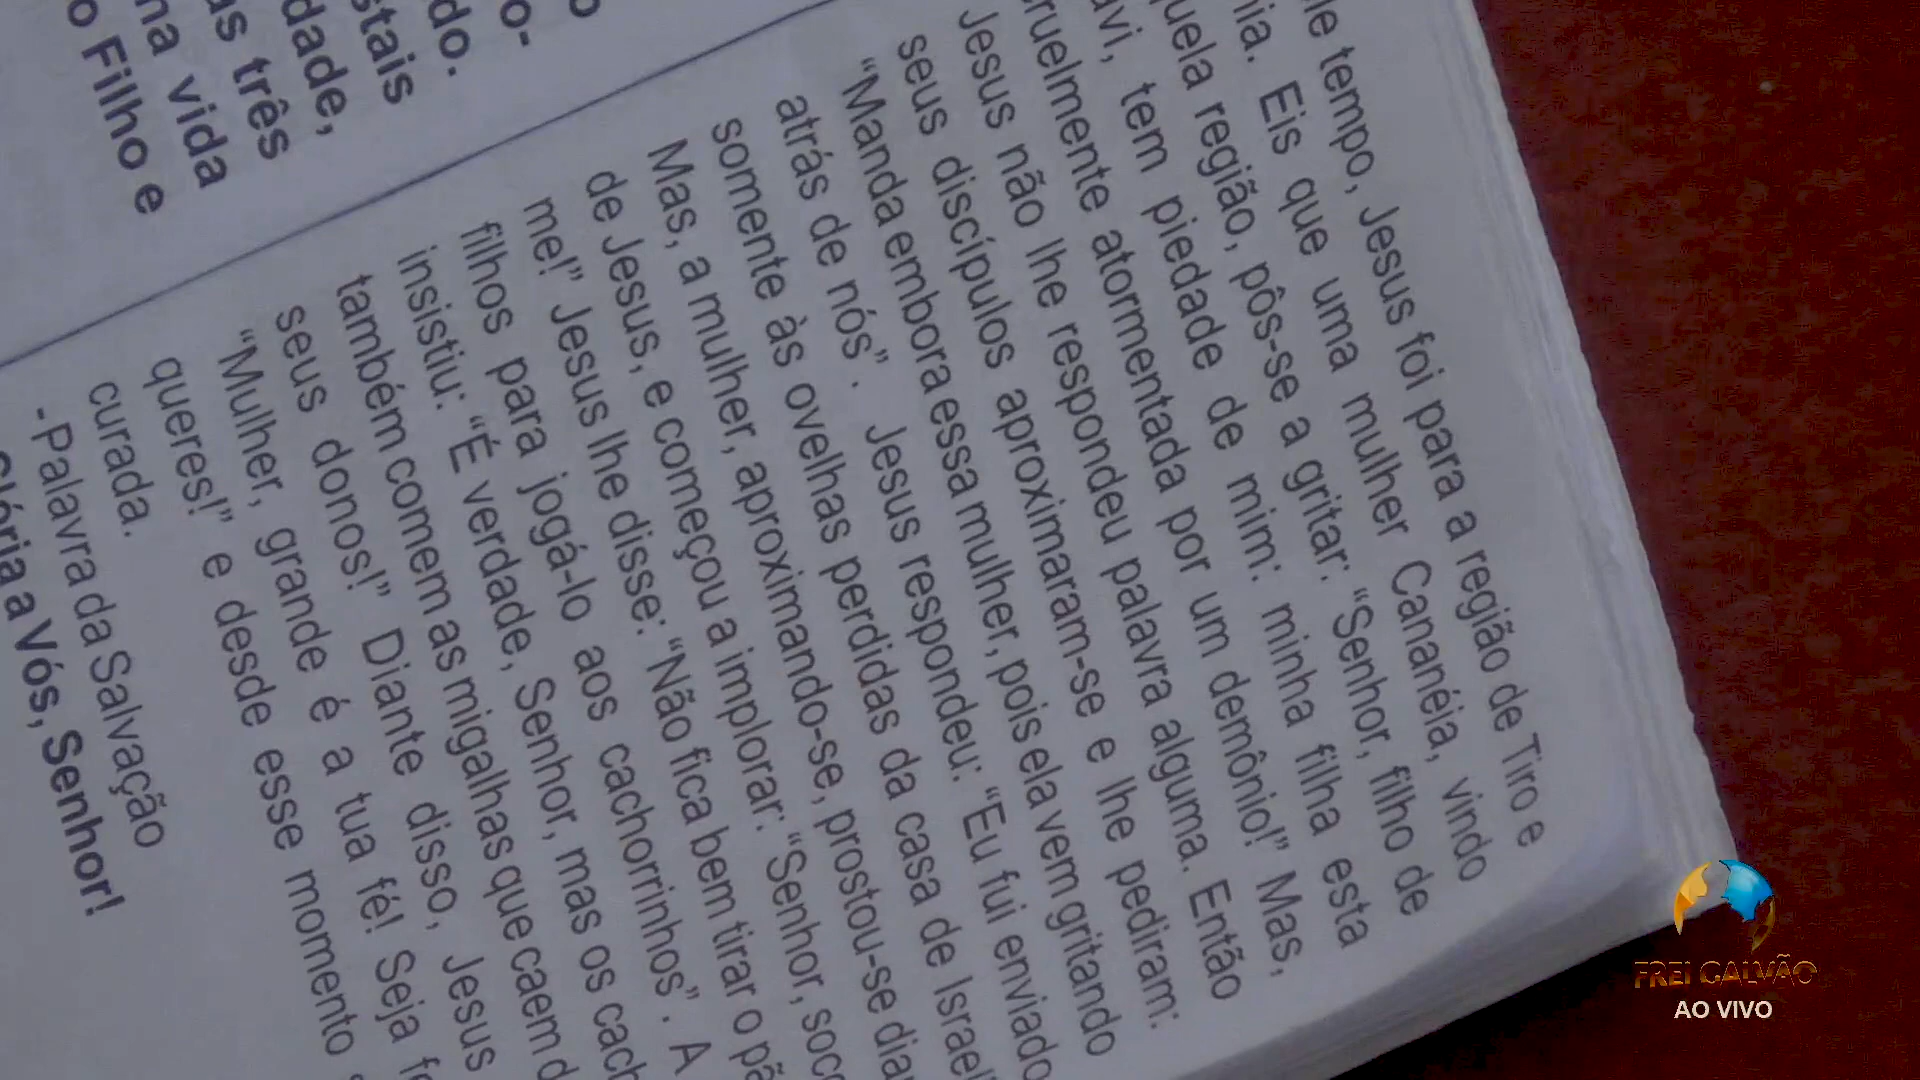 o-
do.
stais
dade,
as três
na vida
o Filho e
le tempo, Jesus foi para a região de Tiro e
ia. Eis que uma mulher Cananéia, vindo
quela região, pôs-se a gritar: “Senhor, filho de
avi, tem piedade de mim: minha filha esta
ruelmente atormentada por um demônio!” Mas,
Jesus não lhe respondeu palavra alguma. Então
seus discípulos aproximaram-se e lhe pediram:
“Manda embora essa mulher, pois ela vem gritando
atrás de nós”. Jesus respondeu: “Eu fui enviado
somente às ovelhas perdidas da casa de Israel
Mas, a mulher, aproximando-se, prostou-se dia
de Jesus, e começou a implorar: “Senhor, soc
me!” Jesus lhe disse: “Não fica bem tirar o pã
filhos para jogá-lo aos cachorrinhos”. A
insistiu: “É verdade, Senhor, mas os cach
também comem as migalhas que caem d
seus donos!” Diante disso, Jesus
“Mulher, grande é a tua fé! Seja fe
queres!” e desde esse momento
curada.
-Palavra da Salvação
Glória a Vós, Senhor!
FREI GALVÃO
AO VIVO